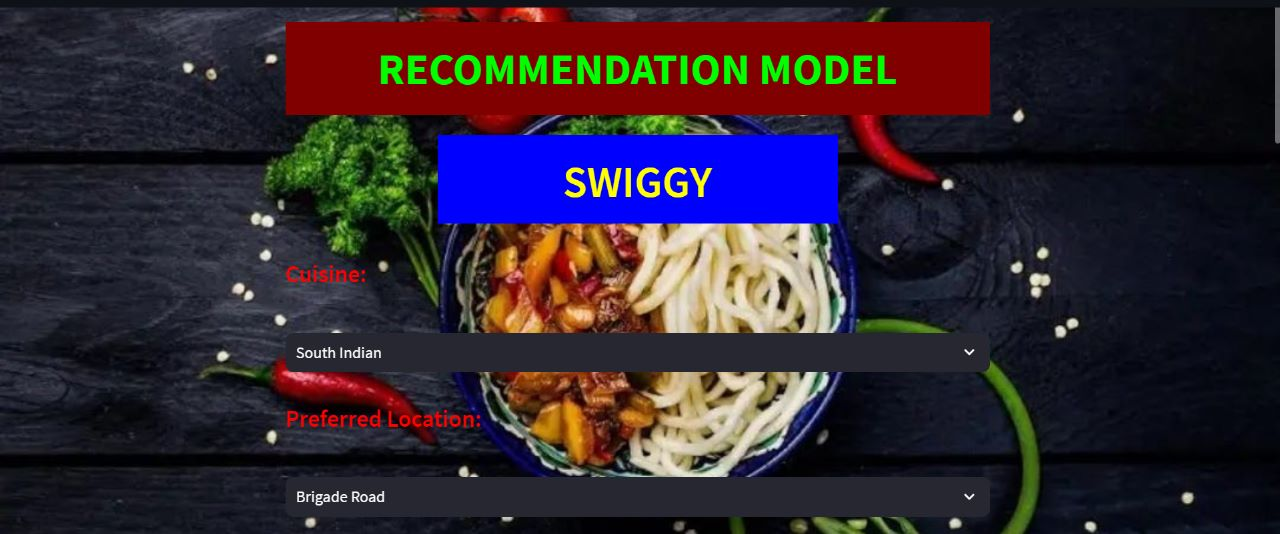 RECOMMENDATION MODEL
SWIGGY
Cuisine:
South Indian
Preferred Location:
Brigade Road